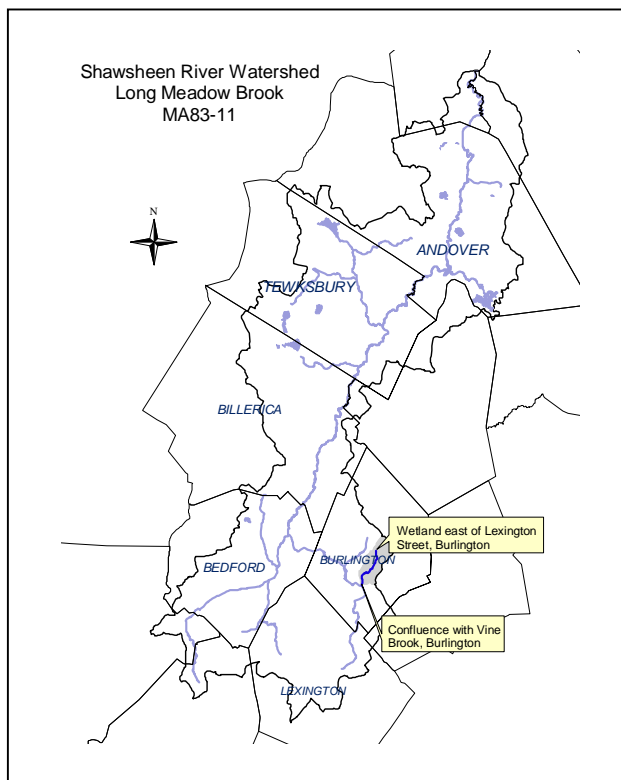 Shawsheen River Watershed
Long Meadow Brook
MA83-11
N
ANDOVER
TEWKSBURY
BILLERICA
Wetland east of Lexington
Street, Burlington
BURLINGTON
BEDFORD
Confluence with Vine
Brook, Burlington
LEXINGTON